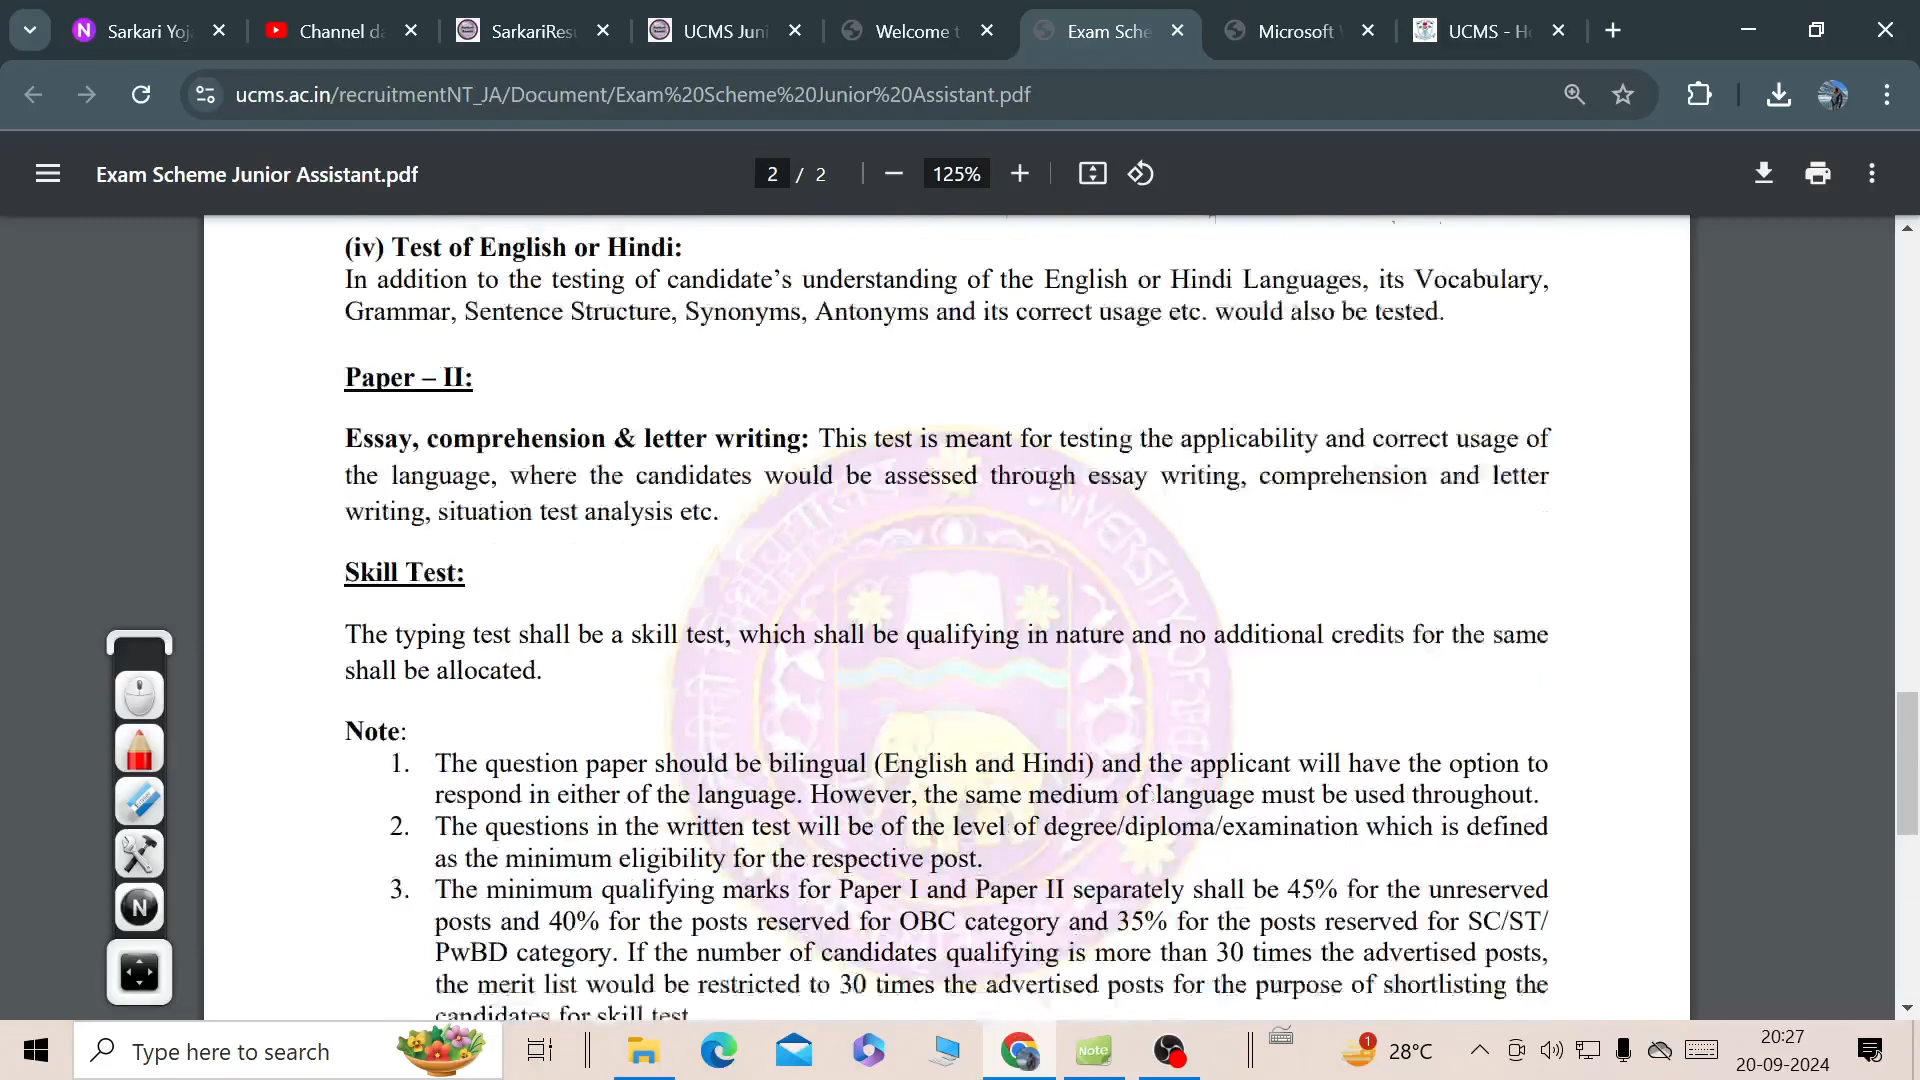 Sarkari Yoj
Channel da
SarkariResu
UCMS Juni
Welcome t
Exam Sche
Microsoft
UCMS - Ho
ucms.ac.in/recruitmentNT_JA/Document/Exam%20Scheme%20Junior%20Assistant.pdf
Exam Scheme Junior Assistant.pdf
2 / 2
125%
(iv) Test of English or Hindi:
In addition to the testing of candidate’s understanding of the English or Hindi Languages, its Vocabulary,
Grammar, Sentence Structure, Synonyms, Antonyms and its correct usage etc. would also be tested.
Paper – II:
Essay, comprehension & letter writing: This test is meant for testing the applicability and correct usage of
the language, where the candidates would be assessed through essay writing, comprehension and letter
writing, situation test analysis etc.
Skill Test:
The typing test shall be a skill test, which shall be qualifying in nature and no additional credits for the same
shall be allocated.
Note:
1. The question paper should be bilingual (English and Hindi) and the applicant will have the option to
respond in either of the language. However, the same medium of language must be used throughout.
2. The questions in the written test will be of the level of degree/diploma/examination which is defined
as the minimum eligibility for the respective post.
3. The minimum qualifying marks for Paper I and Paper II separately shall be 45% for the unreserved
posts and 40% for the posts reserved for OBC category and 35% for the posts reserved for SC/ST/
PwBD category. If the number of candidates qualifying is more than 30 times the advertised posts,
the merit list would be restricted to 30 times the advertised posts for the purpose of shortlisting the
candidates for skill test
UNIVERSITY OF
N
Type here to search
Note
1
28°C
20:27
20-09-2024